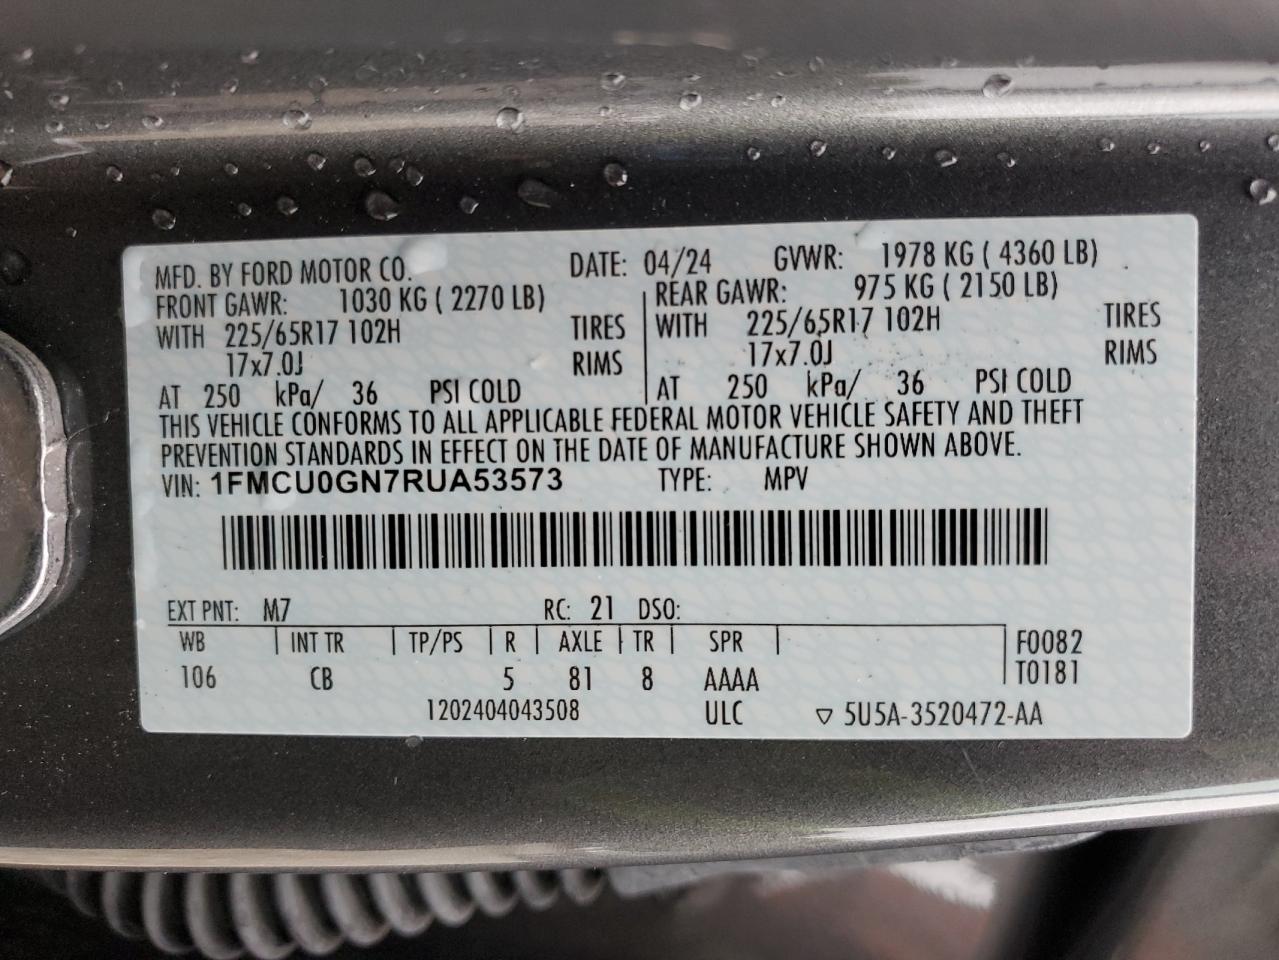 MFD. BY FORD MOTOR CO. DATE: 04/24 GVWR: 1978 KG ( 4360 LB)
FRONT GAWR: 1030 KG ( 2270 LB) REAR GAWR: 975 KG ( 2150 LB)
WITH 225/65R17 102H TIRES WITH 225/65R17 102H TIRES
17x7.0J RIMS 17x7.0J RIMS
AT 250 kPa/ 36 PSI COLD AT 250 kPa/ 36 PSI COLD
THIS VEHICLE CONFORMS TO ALL APPLICABLE FEDERAL MOTOR VEHICLE SAFETY AND THEFT
PREVENTION STANDARDS IN EFFECT ON THE DATE OF MANUFACTURE SHOWN ABOVE.
VIN: 1FMCU0GN7RUA53573 TYPE: MPV
EXT PNT: M7 RC: 21 DSO:
WB INT TR TP/PS R AXLE TR SPR F0082
106 CB 5 81 8 AAAA T0181
1202404043508 ULC ▽ 5U5A-3520472-AA